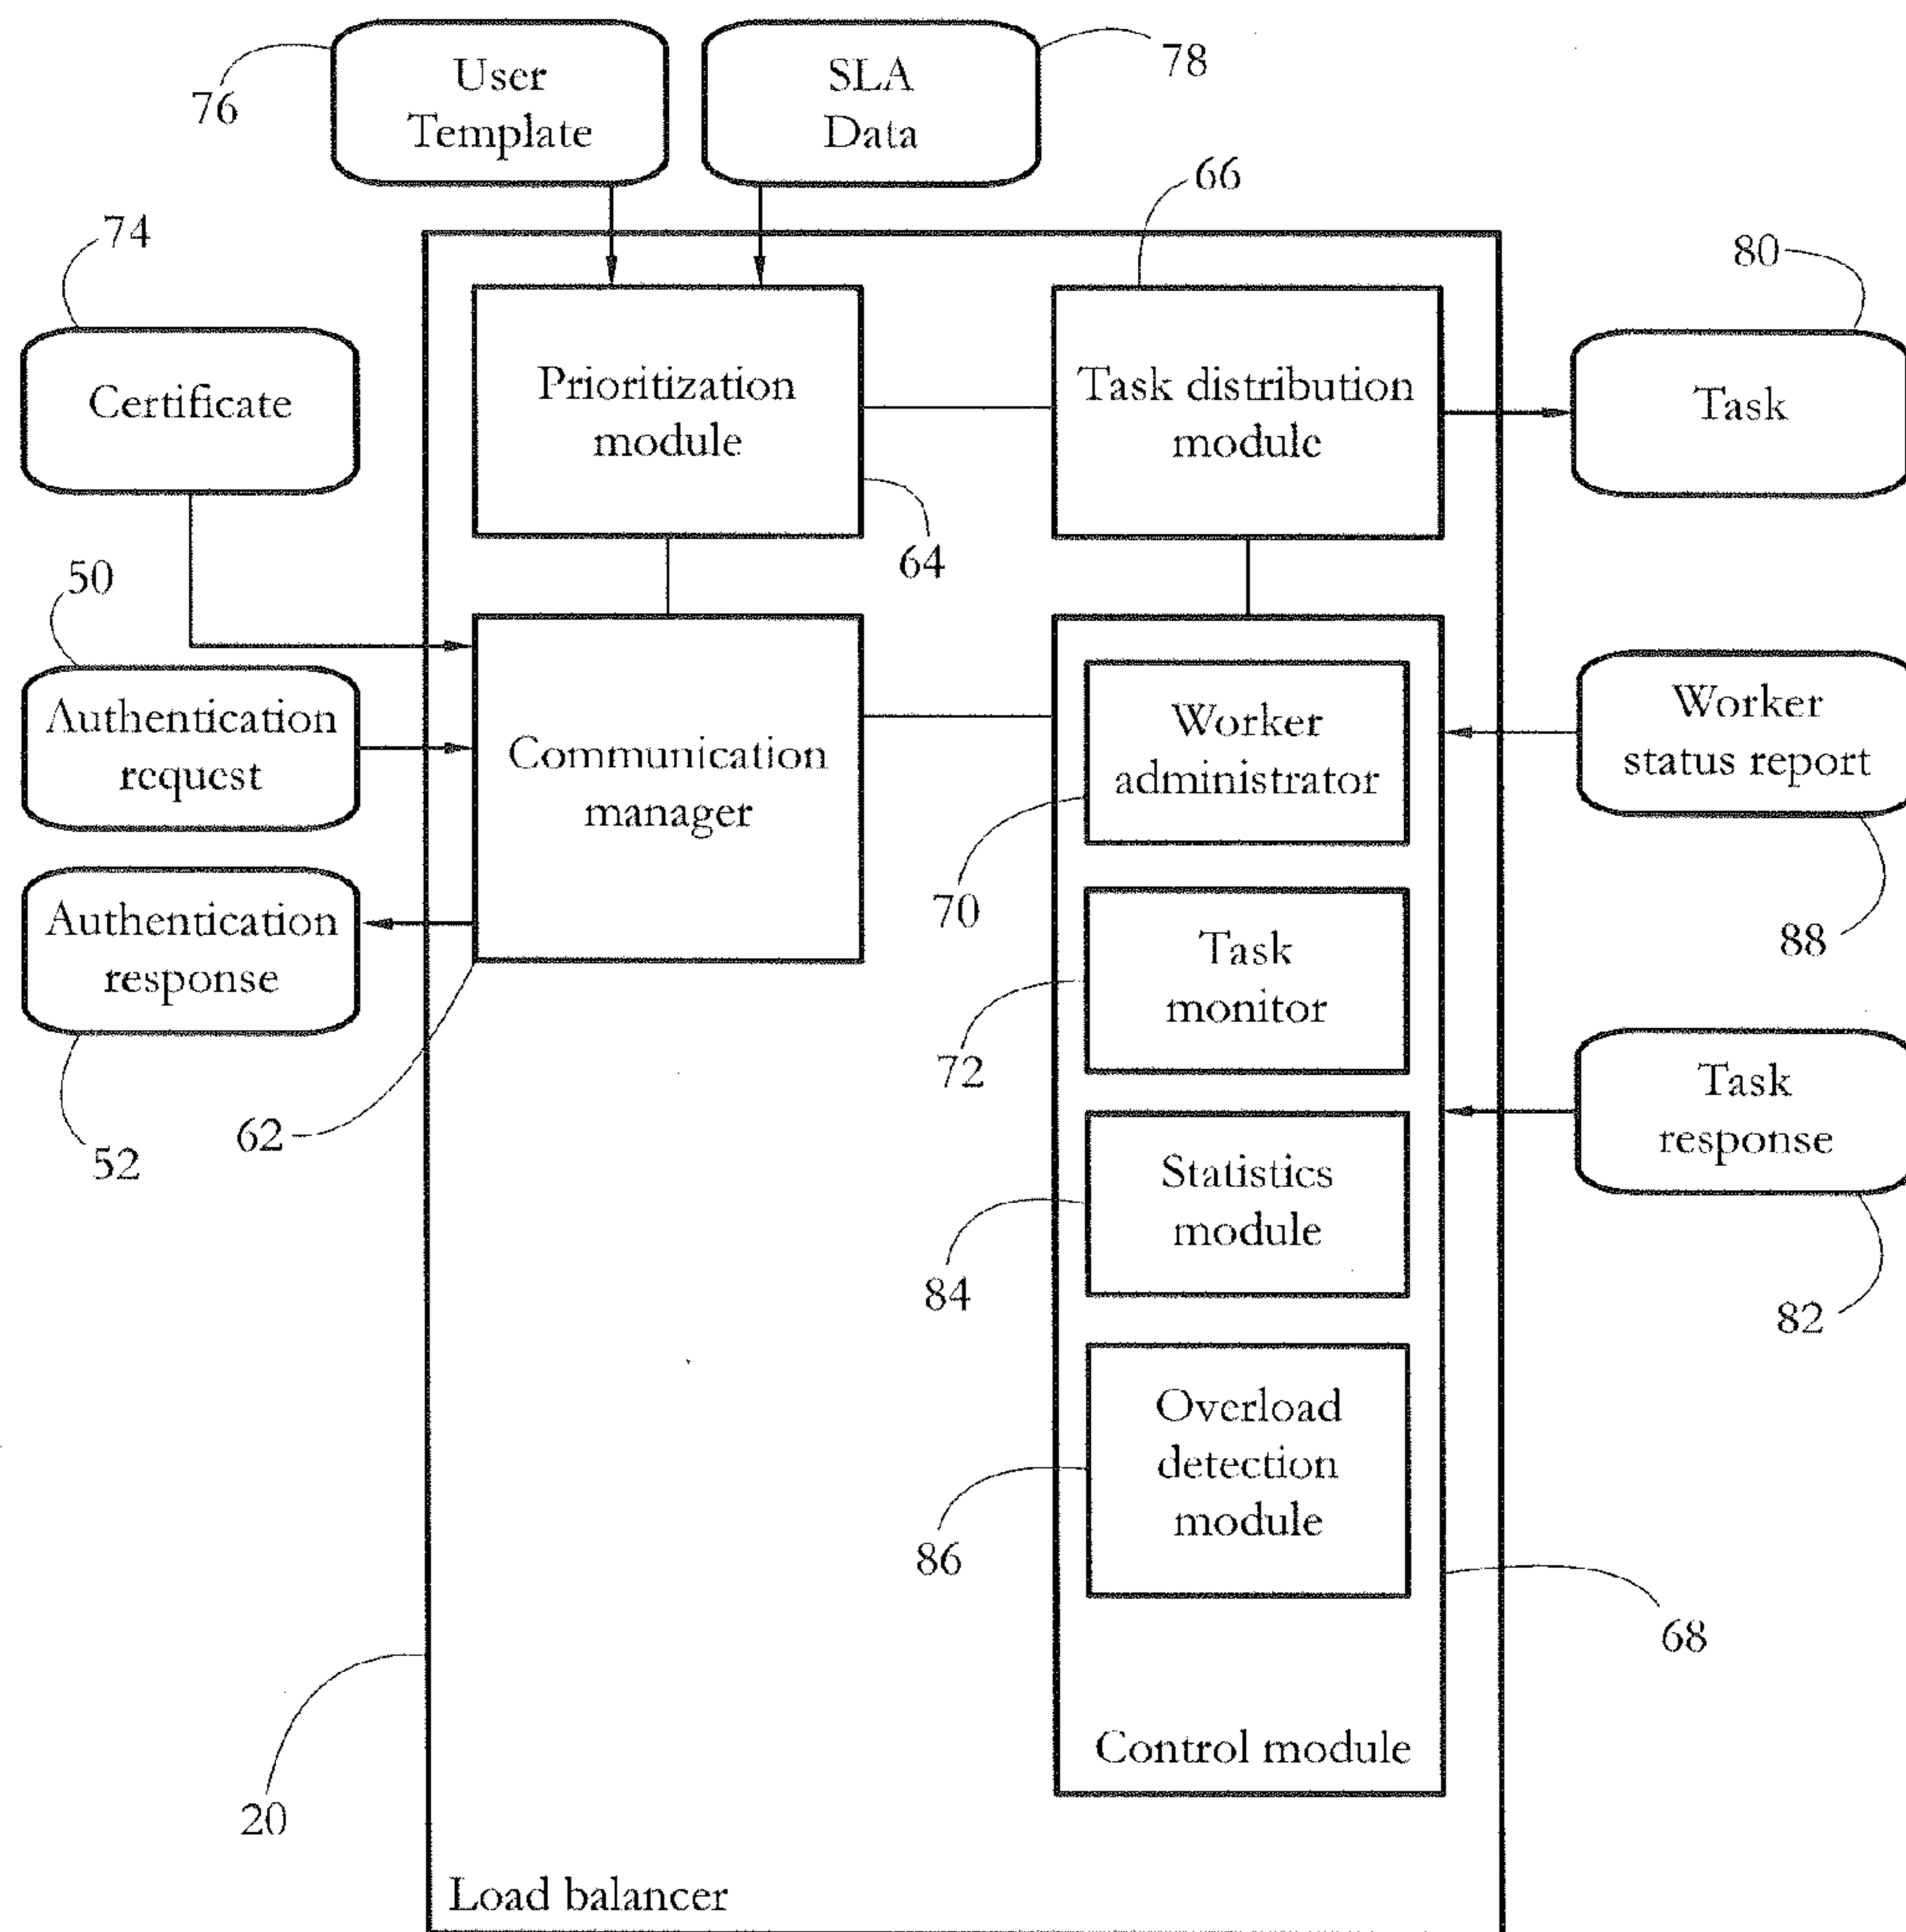 76
User
Template
SLA
Data
78
66
74
80
Certificate
Prioritization
module
Task distribution
module
Task
64
50
Authentication
request
Communication
manager
Worker
administrator
Worker
status report
70
88
Authentication
response
Task
monitor
72
62
52
Task
response
Statistics
module
84
82
Overload
detection
module
86
68
Control module
20
Load balancer